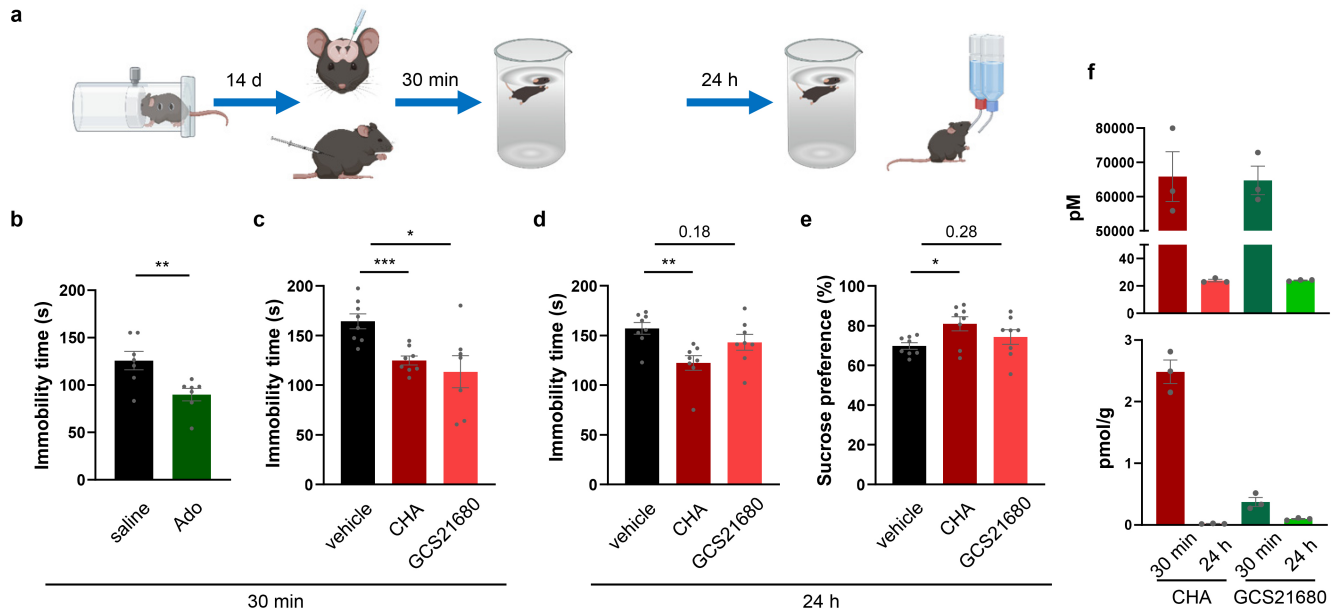 a
14 d
30 min
24 h
b
Immobility time (s)
200
150
100
50
0
**
saline
Ado
c
Immobility time (s)
200
150
100
50
0
*
***
vehicle
CHA
GCS21680
30 min
d
Immobility time (s)
200
150
100
50
0
0.18
**
vehicle
CHA
GCS21680
e
Sucrose preference (%)
100
80
60
40
20
0
0.28
*
vehicle
CHA
GCS21680
24 h
f
pM
80000
70000
60000
50000
40
20
0
pmol/g
3
2
1
0
30 min
24 h
30 min
24 h
CHA
GCS21680